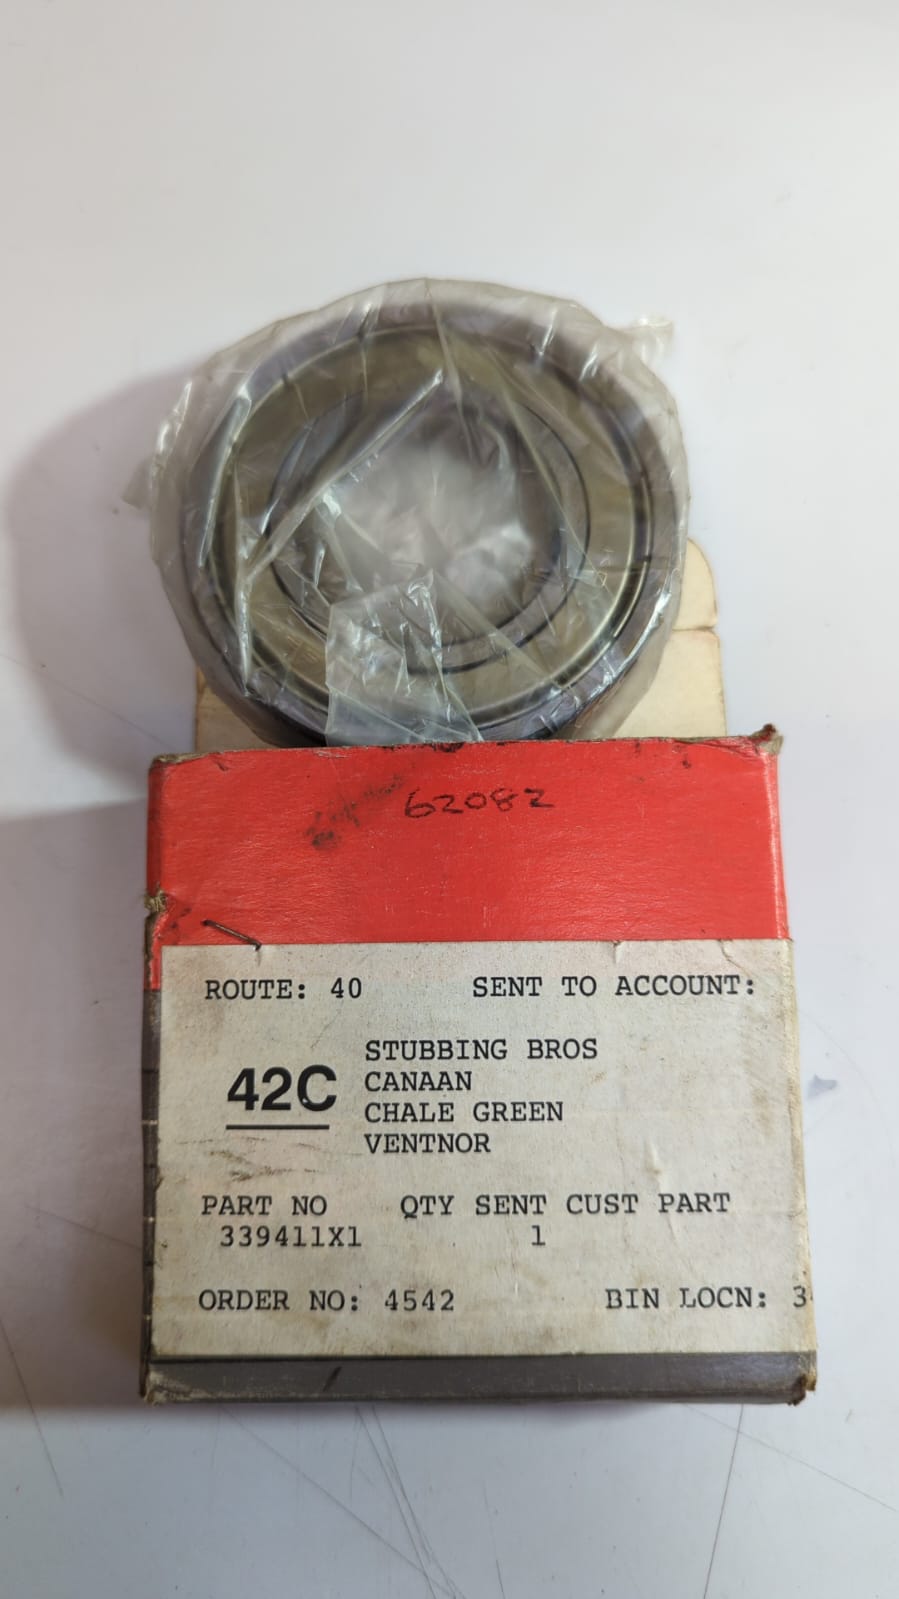 62082
ROUTE: 40 SENT TO ACCOUNT:
STUBBING BROS
42C CANAAN
CHALE GREEN
VENTNOR
PART NO QTY SENT CUST PART
339411X1 1
ORDER NO: 4542 BIN LOCN: 3